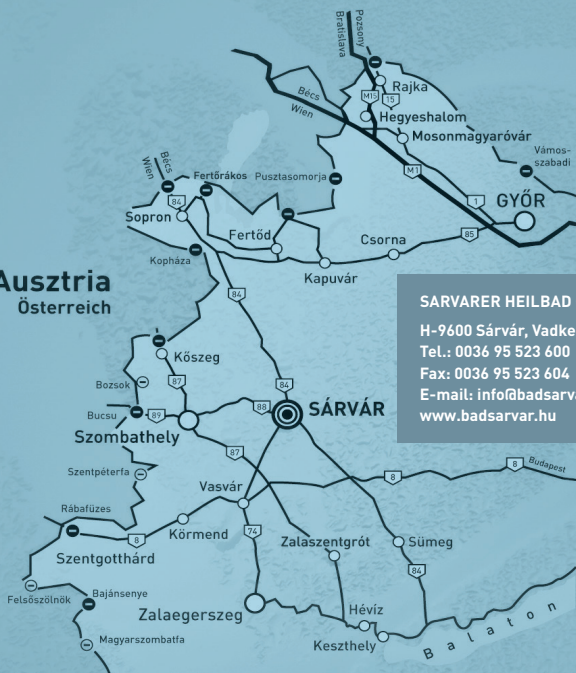 Pozsony
Bratislava
Rajka
M15
15
Bécs
Wien
Hegyeshalom
Mosonmagyaróvár
Vámos-
szabadi
M1
1
GYŐR
Bécs
Wien
Fertőrákos
Pusztasomorja
84
Sopron
Fertőd
Csorna
85
Kópháza
Kapuvár
Ausztria
Österreich
84
SARVARER HEILBAD
H-9600 Sárvár, Vadke
Tel.: 0036 95 523 600
Fax: 0036 95 523 604
E-mail: info@badsarva
www.badsarvar.hu
Kőszeg
Bozsok
87
84
Bucsu
89
88
SÁRVÁR
Szombathely
87
Szentpéterfa
8
8
Budapest
Vasvár
Rábafüzes
Körmend
74
8
Szentgotthárd
Zalaszentgrót
Sümeg
84
Felsőszölnök
Bajánsenye
Zalaegerszeg
Hévíz
Magyarszombatfa
Keszthely
Balaton